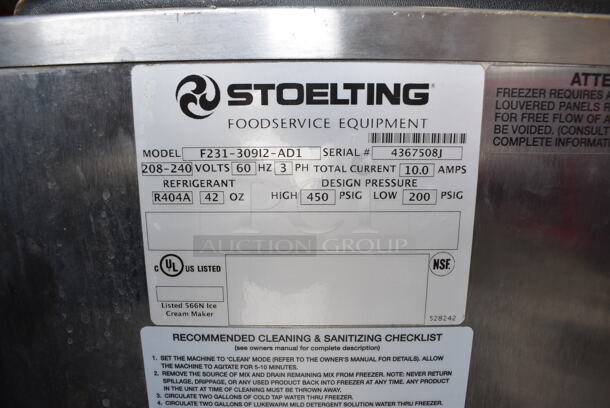 STOELTING
FOODSERVICE EQUIPMENT
MODEL F231-309I2-AD1 SERIAL # 4367508J
208-240 VOLTS 60 HZ 3 PH TOTAL CURRENT 10.0 AMPS
REFRIGERANT DESIGN PRESSURE
R404A 42 OZ HIGH 450 PSIG LOW 200 PSIG
AUCTION GROUP
C UL US LISTED
NSF
Listed 566N Ice
Cream Maker
528242
ATTE
FREEZER REQUIRES A
LOUVERED PANELS F
FOR FREE FLOW OF A
BE VOIDED. (CONSULT
COMPLETE INFORMAT
RECOMMENDED CLEANING & SANITIZING CHECKLIST
(see owners manual for complete description)
1. SET THE MACHINE TO 'CLEAN' MODE (REFER TO THE OWNER'S MANUAL FOR DETAILS). ALLOW
THE MACHINE TO AGITATE FOR 5-10 MINUTES.
2. REMOVE THE SOURCE OF MIX AND DRAIN REMAINING MIX FROM FREEZER. NOTE: NEVER RETURN
SPILLAGE, DRIPPAGE, OR ANY USED PRODUCT BACK INTO FREEZER AT ANY TIME. ANY PRODUCT
IN THE UNIT AT TIME OF CLEANING MUST BE THROWN AWAY.
3. CIRCULATE TWO GALLONS OF COLD TAP WATER THRU FREEZER.
4. CIRCULATE TWO GALLONS OF LUKEWARM MILD DETERGENT SOLUTION WATER THRU FREEZER.